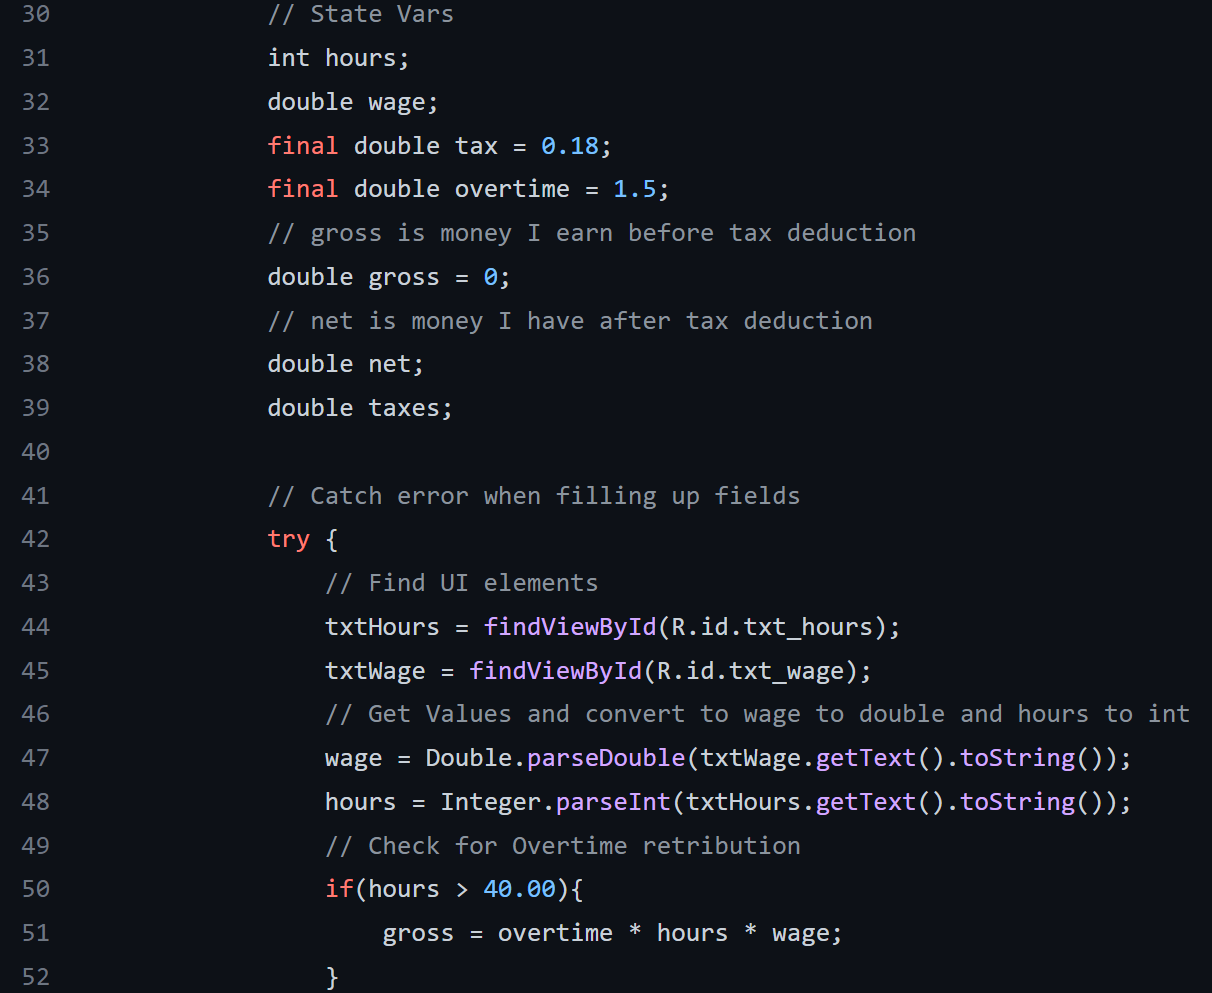 30 // State Vars
31 int hours;
32 double wage;
33 final double tax = 0.18;
34 final double overtime = 1.5;
35 // gross is money I earn before tax deduction
36 double gross = 0;
37 // net is money I have after tax deduction
38 double net;
39 double taxes;
40
41 // Catch error when filling up fields
42 try {
43 // Find UI elements
44 txtHours = findViewById(R.id.txt_hours);
45 txtWage = findViewById(R.id.txt_wage);
46 // Get Values and convert to wage to double and hours to int
47 wage = Double.parseDouble(txtWage.getText().toString());
48 hours = Integer.parseInt(txtHours.getText().toString());
49 // Check for Overtime retribution
50 if(hours > 40.00){
51 gross = overtime * hours * wage;
52 }